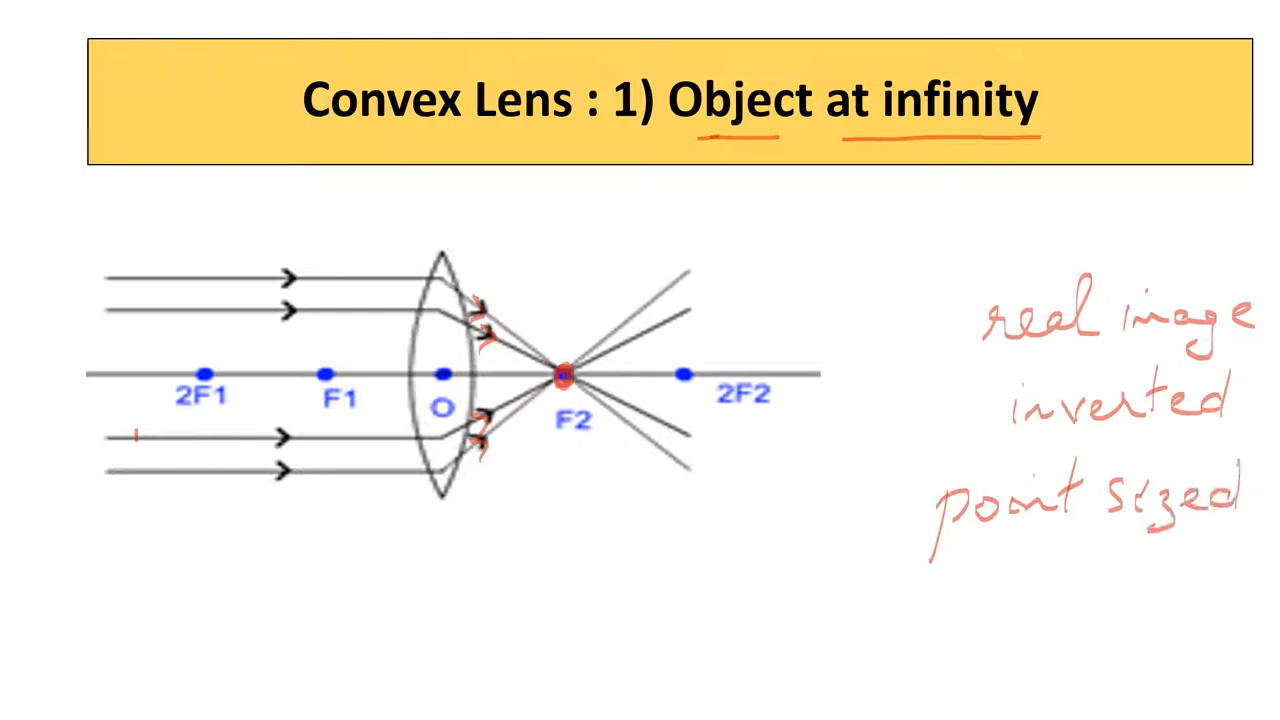 Convex Lens : 1) Object at infinity
2F1
F1
O
F2
2F2
real image
inverted
point sized